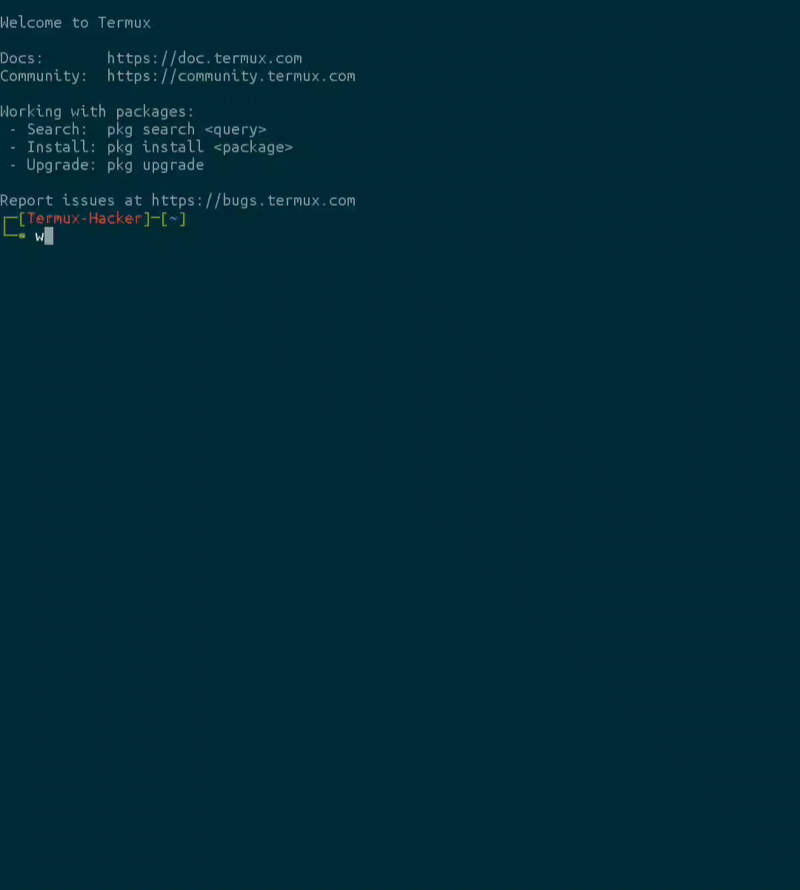 Welcome to Termux
Docs:       https://doc.termux.com
Community:  https://community.termux.com
Working with packages:
 - Search:  pkg search <query>
 - Install: pkg install <package>
 - Upgrade: pkg upgrade
Report issues at https://bugs.termux.com
┌─[Termux-Hacker]─[~]
└─╸ w